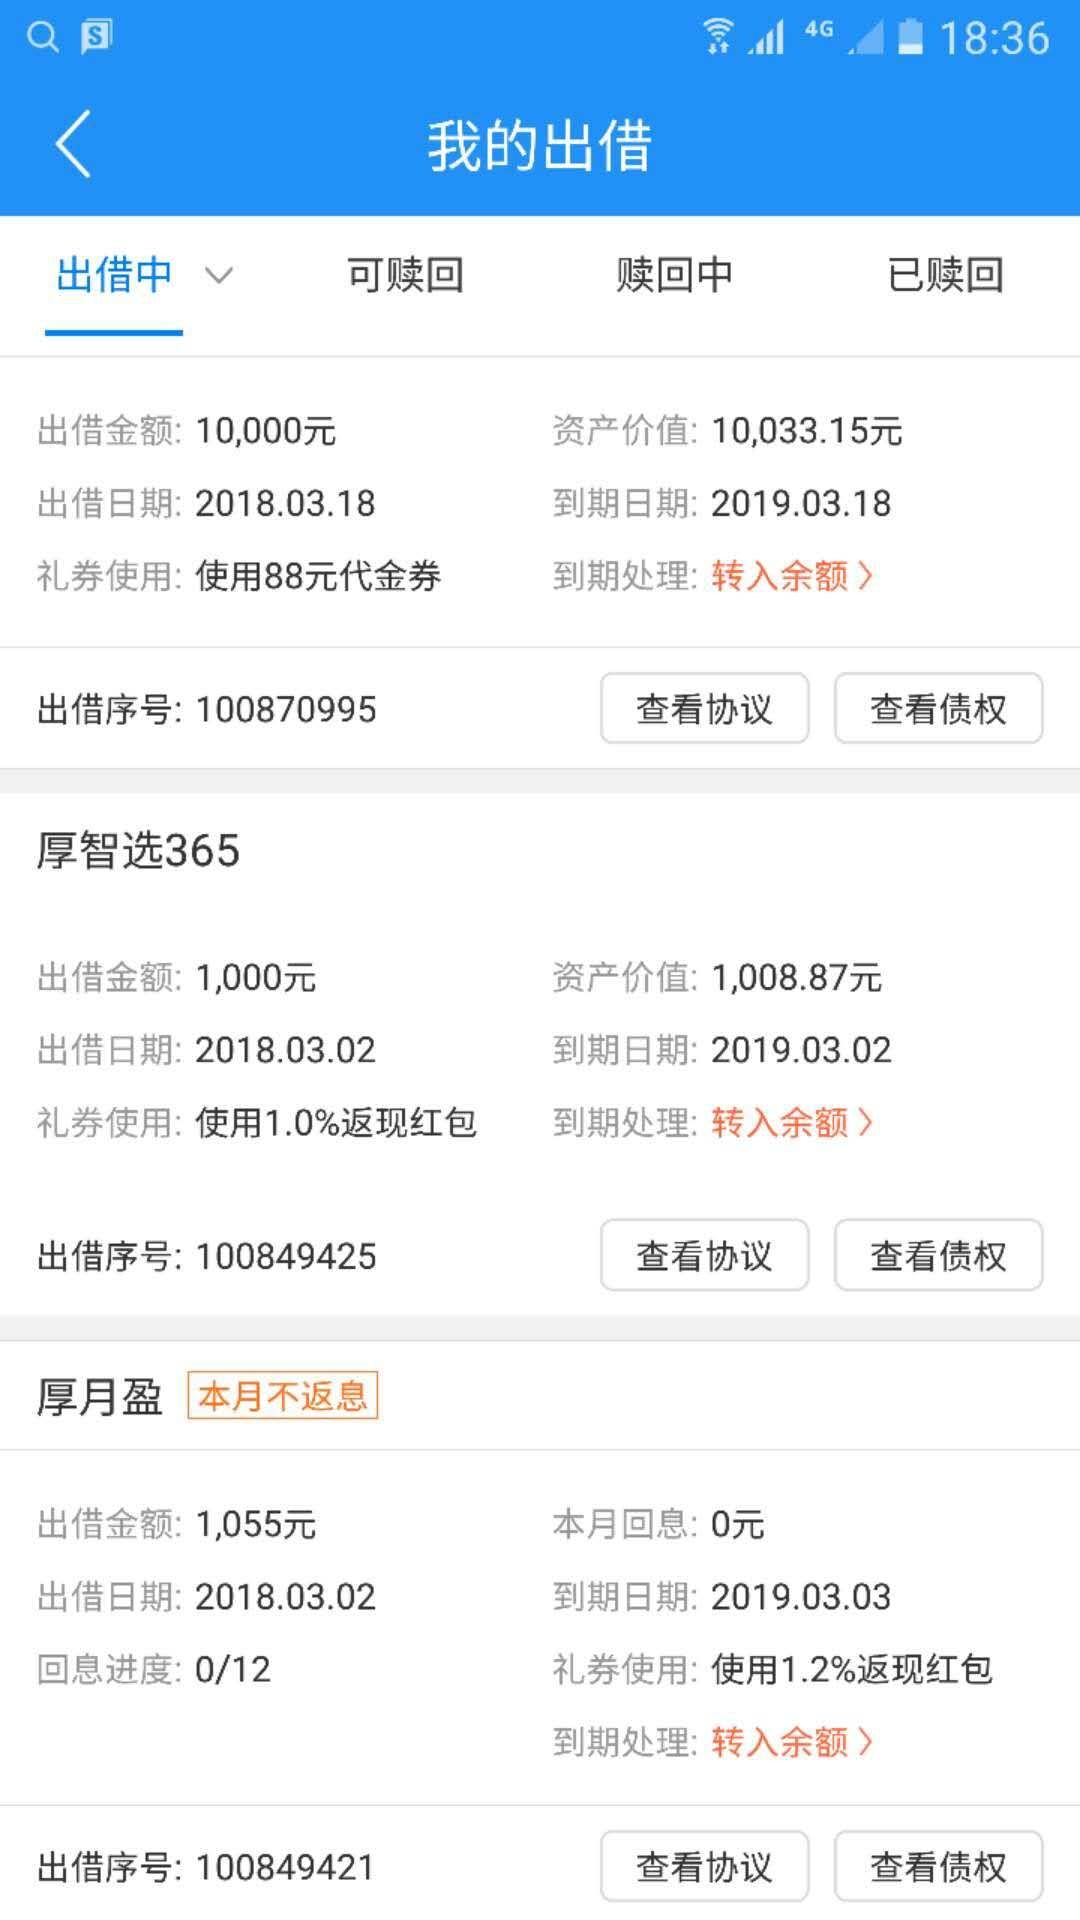 S 4G 18:36
我的出借
出借中 可赎回 赎回中 已赎回
出借金额: 10,000元 资产价值: 10,033.15元
出借日期: 2018.03.18 到期日期: 2019.03.18
礼券使用: 使用88元代金券 到期处理: 转入余额
出借序号: 100870995 查看协议 查看债权
厚智选365
出借金额: 1,000元 资产价值: 1,008.87元
出借日期: 2018.03.02 到期日期: 2019.03.02
礼券使用: 使用1.0%返现红包 到期处理: 转入余额
出借序号: 100849425 查看协议 查看债权
厚月盈 本月不返息
出借金额: 1,055元 本月回息: 0元
出借日期: 2018.03.02 到期日期: 2019.03.03
回息进度: 0/12 礼券使用: 使用1.2%返现红包
到期处理: 转入余额
出借序号: 100849421 查看协议 查看债权